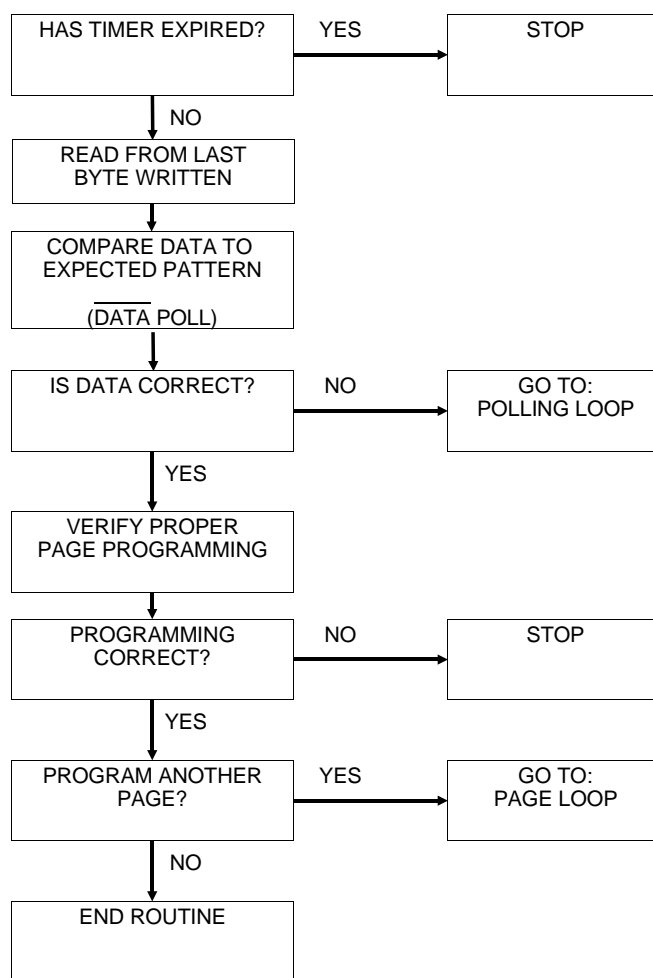 HAS TIMER EXPIRED?
YES
STOP
NO
READ FROM LAST
BYTE WRITTEN
COMPARE DATA TO
EXPECTED PATTERN
(DATA POLL)
IS DATA CORRECT?
NO
GO TO:
POLLING LOOP
YES
VERIFY PROPER
PAGE PROGRAMMING
PROGRAMMING
CORRECT?
NO
STOP
YES
PROGRAM ANOTHER
PAGE?
YES
GO TO:
PAGE LOOP
NO
END ROUTINE